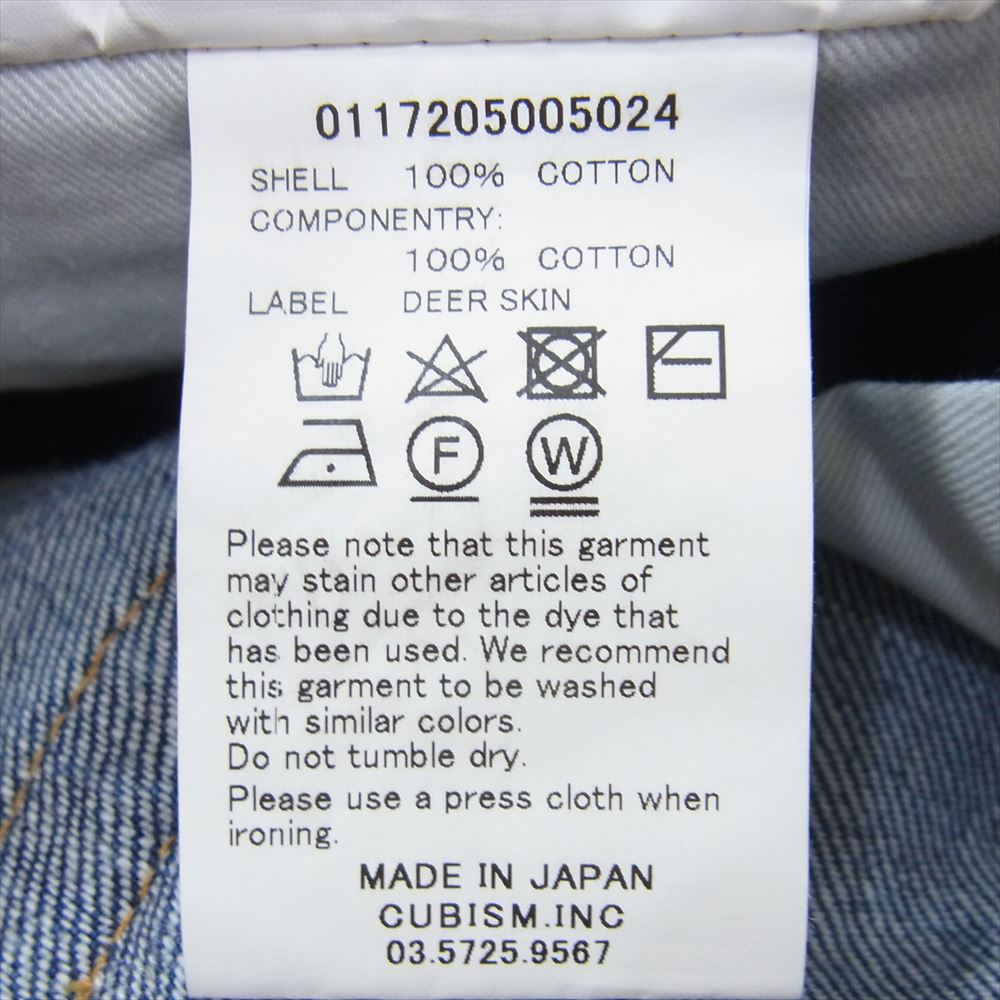 0117205005024
SHELL 100% COTTON
COMPONENTRY:
100% COTTON
LABEL DEER SKIN
F W
Please note that this garment
may stain other articles of
clothing due to the dye that
has been used. We recommend
this garment to be washed
with similar colors.
Do not tumble dry.
Please use a press cloth when
ironing.
MADE IN JAPAN
CUBISM.INC
03.5725.9567